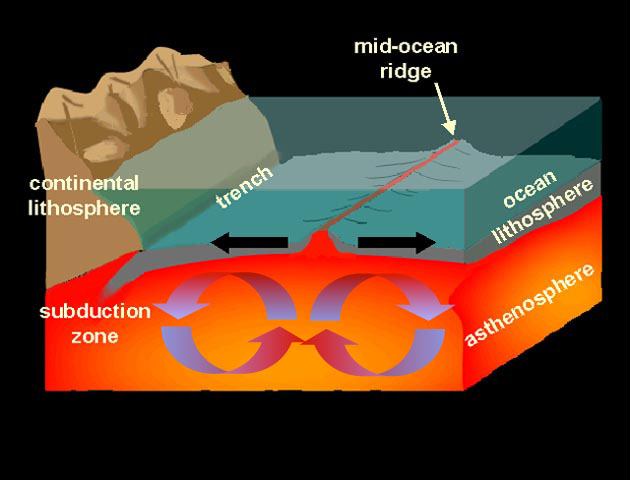 mid-ocean
ridge
continental
lithosphere
trench
ocean
lithosphere
subduction
zone
asthenosphere